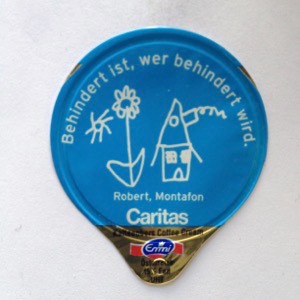 Behindert ist, wer behindert wird.
Robert, Montafon
Caritas
Emmi